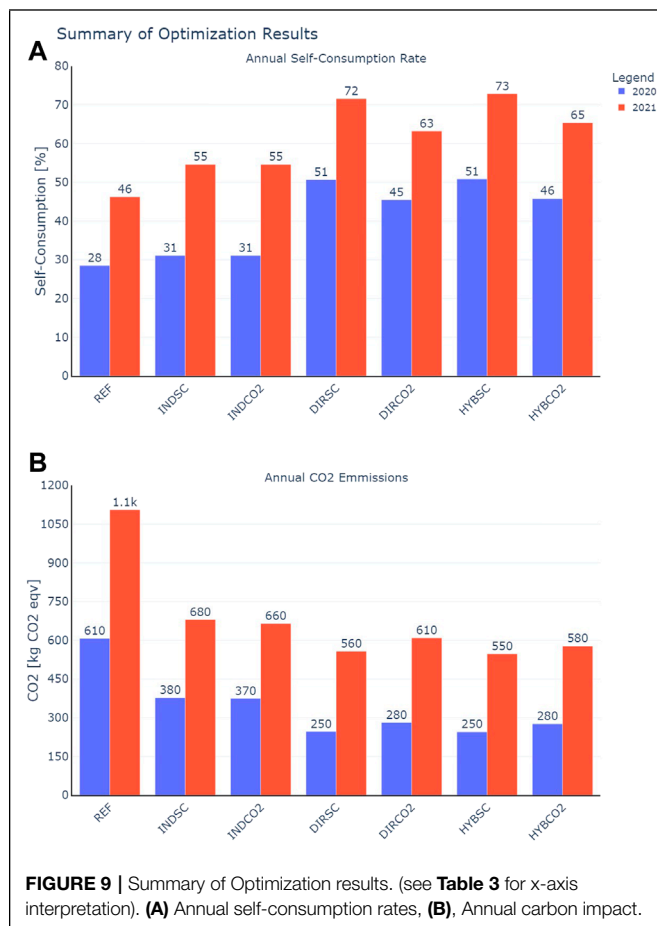 Summary of Optimization Results
A
Annual Self-Consumption Rate
Legend
2020
2021
Self-Consumption [%]
80
70
60
50
40
30
20
10
0
28
46
31
55
31
55
51
72
45
63
51
73
46
65
REF
INDSC
INDCO2
DIRSC
DIRCO2
HYBSC
HYBCO2
B
Annual CO2 Emmissions
CO2 [kg CO2 eqv]
1200
1050
900
750
600
450
300
150
0
610
1.1k
380
680
370
660
250
560
280
610
250
550
280
580
REF
INDSC
INDCO2
DIRSC
DIRCO2
HYBSC
HYBCO2
FIGURE 9 | Summary of Optimization results. (see Table 3 for x-axis
interpretation). (A) Annual self-consumption rates, (B), Annual carbon impact.